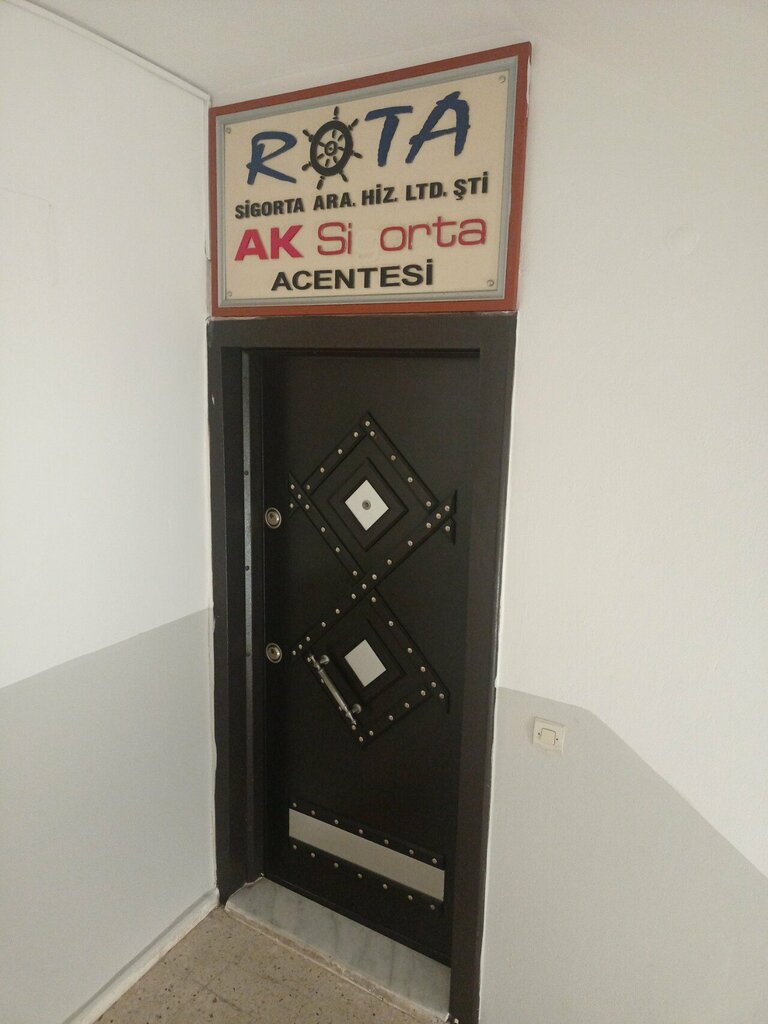 ROTA
SİGORTA ARA. HİZ. LTD. ŞTİ
AK Si orta
ACENTESİ